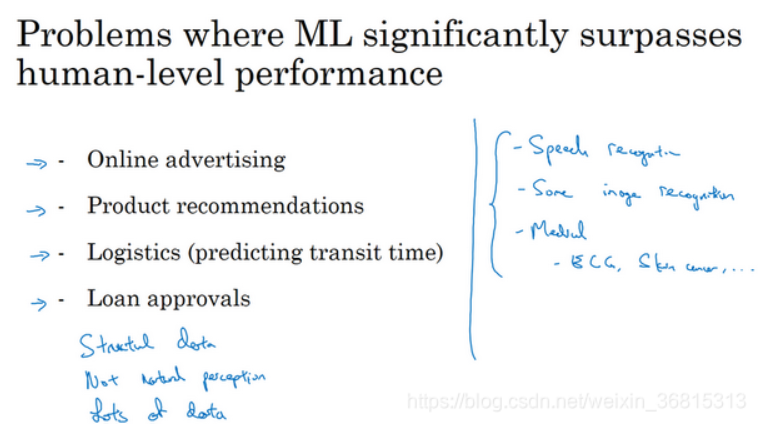 Problems where ML significantly surpasses
human-level performance
- Online advertising
- Product recommendations
- Logistics (predicting transit time)
- Loan approvals
Structural data
Not natural perception
Lots of data
- Speech recognition
- Some image recognition
- Medical
- ECG, Skin cancer, ...
https://blog.csdn.net/weixin_36815313